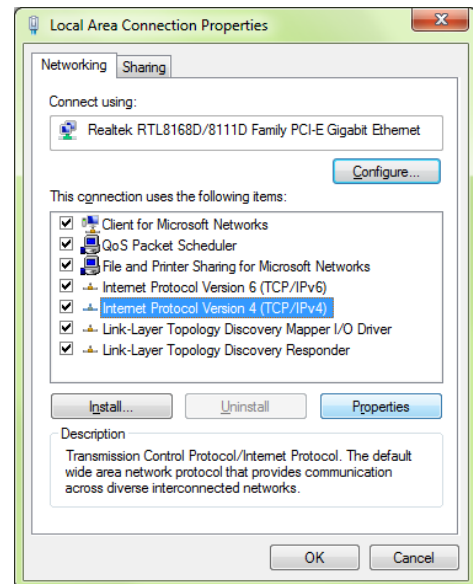 Local Area Connection Properties
Networking
Sharing
Connect using:
Realtek RTL8168D/8111D Family PCI-E Gigabit Ethernet
Configure...
This connection uses the following items:
Client for Microsoft Networks
QoS Packet Scheduler
File and Printer Sharing for Microsoft Networks
Internet Protocol Version 6 (TCP/IPv6)
Internet Protocol Version 4 (TCP/IPv4)
Link-Layer Topology Discovery Mapper I/O Driver
Link-Layer Topology Discovery Responder
Install...
Uninstall
Properties
Description
Transmission Control Protocol/Internet Protocol. The default
wide area network protocol that provides communication
across diverse interconnected networks.
OK
Cancel